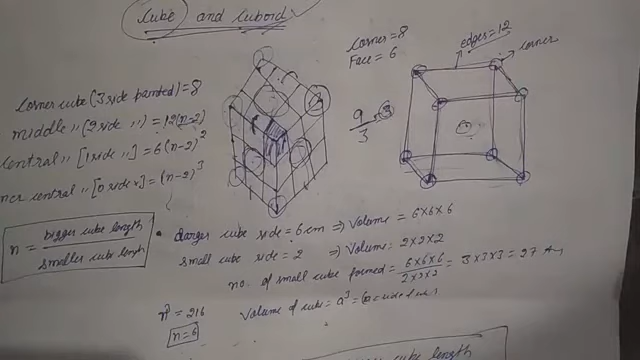 Cube and Cuboid
Corner = 8
Face = 6
edges = 12
corner
Corner cube (3 side painted) = 8
middle " (2 side ") = 12(n-2)
central " [1 side "] = 6(n-2)²
central " [0 side "] = (n-2)³
9/3 = 3
n = bigger cube length / smaller cube length
Larger cube side = 6 cm ⇒ Volume = 6×6×6
small cube side = 2 ⇒ Volume = 2×2×2
no. of small cube formed = 6×6×6 / 2×2×2 = 3×3×3 = 27
n³ = 216
n = 6
Volume of cube = a³ =
cube length